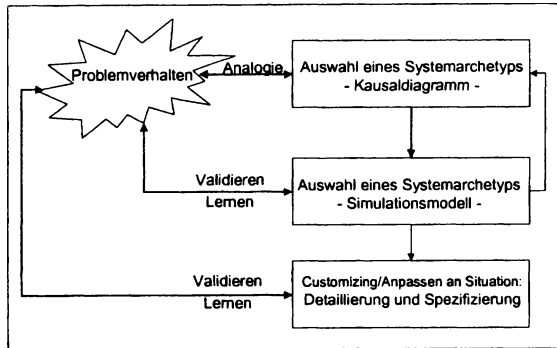 Problemverhalten
Analogie
Auswahl eines Systemarchetyps
- Kausaldiagramm -
Validieren
Lernen
Auswahl eines Systemarchetyps
- Simulationsmodell -
Validieren
Lernen
Customizing/Anpassen an Situation:
Detaillierung und Spezifizierung